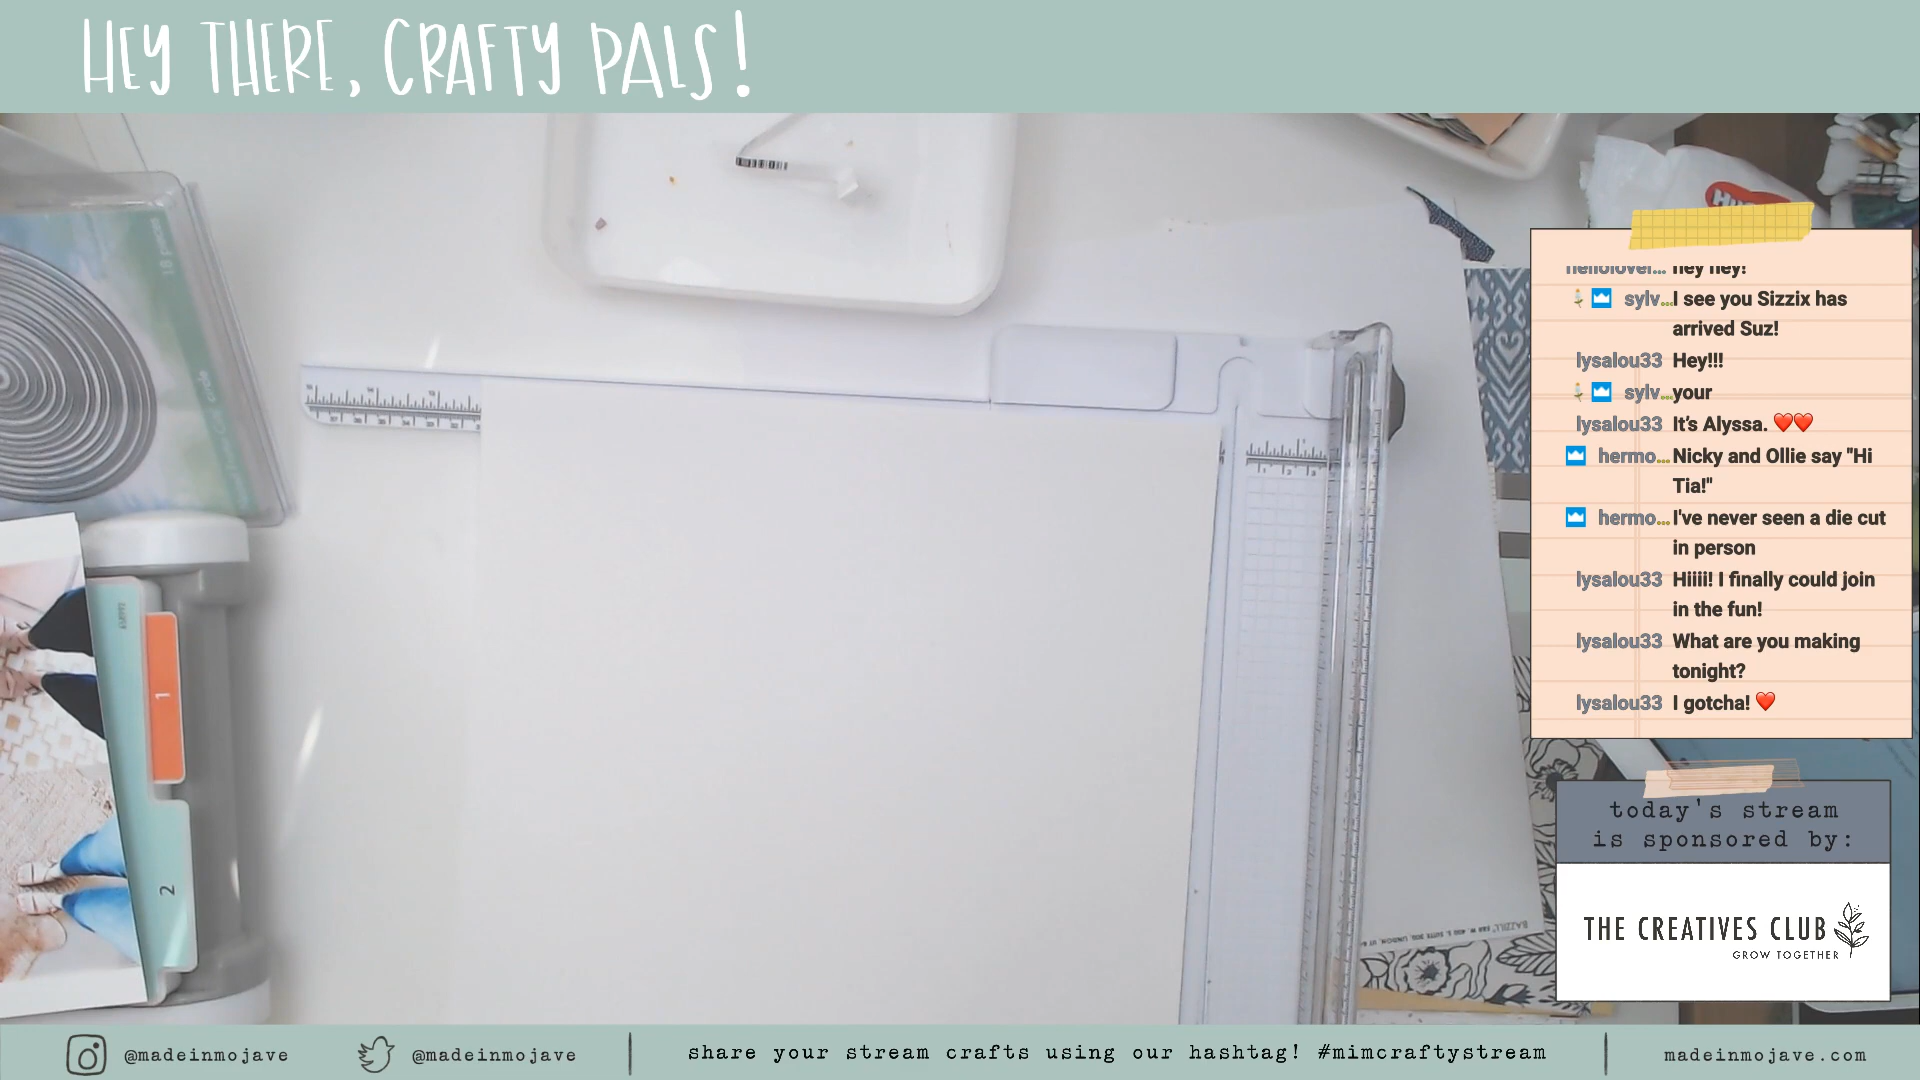 HEY THERE, CRAFTY PALS!
hey hey!
sylv... I see you Sizzix has
arrived Suz!
lysalou33 Hey!!!
sylv... your
lysalou33 It's Alyssa. ❤️❤️
hermo... Nicky and Ollie say "Hi
Tia!"
hermo... I've never seen a die cut
in person
lysalou33 Hiiii! I finally could join
in the fun!
lysalou33 What are you making
tonight?
lysalou33 I gotcha! ❤️
1
2
BAZZILL
today's stream
is sponsored by:
THE CREATIVES CLUB
GROW TOGETHER
@madeinmojave
@madeinmojave
share your stream crafts using our hashtag! #mimcraftystream
madeinmojave.com